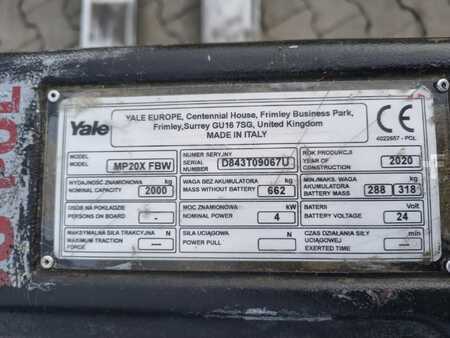 Yale
YALE EUROPE, Centennial House, Frimley Business Park,
Frimley,Surrey GU16 7SG, United Kingdom
MADE IN ITALY
CE
4022657 - POL
MODEL
MODEL
MP20X FBW
NUMER SERYJNY
SERIAL NUMBER
D843T09067U
ROK PRODUKCJI
YEAR OF CONSTRUCTION
2020
WYDAJNOŚĆ ZNAMIONOWA kg
NOMINAL CAPACITY
2000
WAGA BEZ AKUMULATORA kg
MASS WITHOUT BATTERY
662
MIN./MAKS. WAGA AKUMULATORA kg
BATTERY MASS
288 318
OSOB NA POKLADZIE
PERSONS ON BOARD
-
MOC ZNAMIONOWA kW
NOMINAL POWER
4
BATERII Volt
BATTERY VOLTAGE
24
MAKSYMALNA SIŁA TRAKCYJNA N
MAXIMUM TRACTION FORCE
----
SIŁA UCIĄGOWA N
POWER PULL
CZAS DZIAŁANIA SIŁY UCIĄGOWEJ min
EXERTED TIME
----